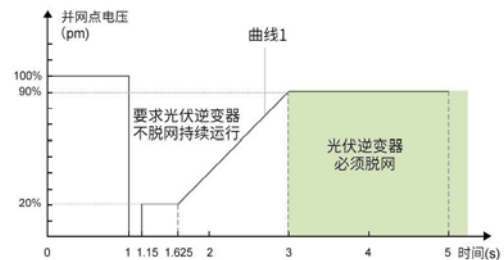 并网点电压
(pm)
曲线1
100%
90%
要求光伏逆变器
不脱网持续运行
光伏逆变器
必须脱网
20%
0 1 1.15 1.625 2 3 4 5 时间(s)